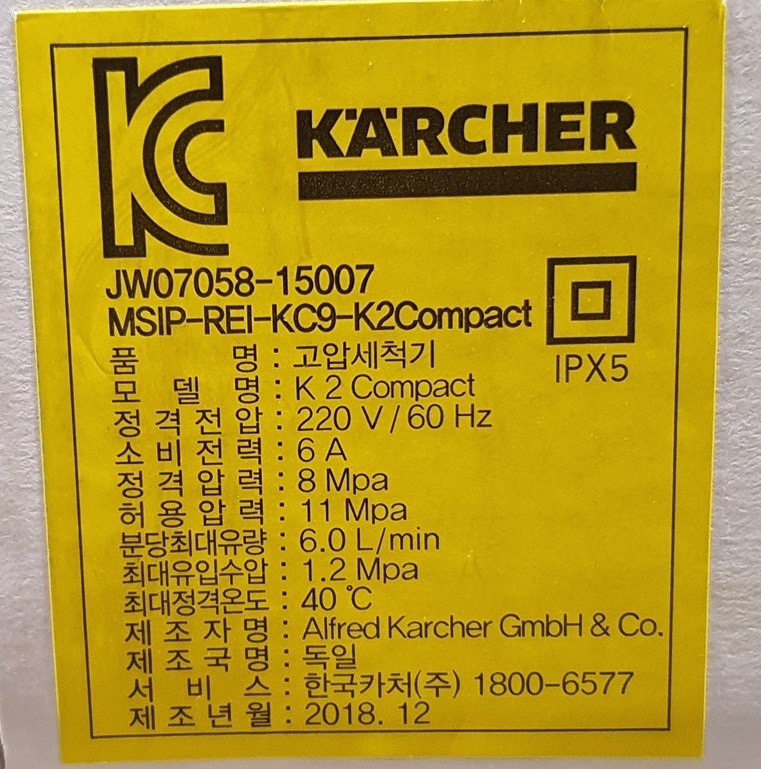 KC
KÄRCHER
JW07058-15007
MSIP-REI-KC9-K2Compact
IPX5
품 명 : 고압세척기
모 델 명 : K 2 Compact
정 격 전 압 : 220 V / 60 Hz
소 비 전 력 : 6 A
정 격 압 력 : 8 Mpa
허 용 압 력 : 11 Mpa
분당최대유량 : 6.0 L/min
최대유입수압 : 1.2 Mpa
최대정격온도 : 40 ℃
제 조 자 명 : Alfred Karcher GmbH & Co.
제 조 국 명 : 독일
서 비 스 : 한국카처(주) 1800-6577
제 조 년 월 : 2018. 12